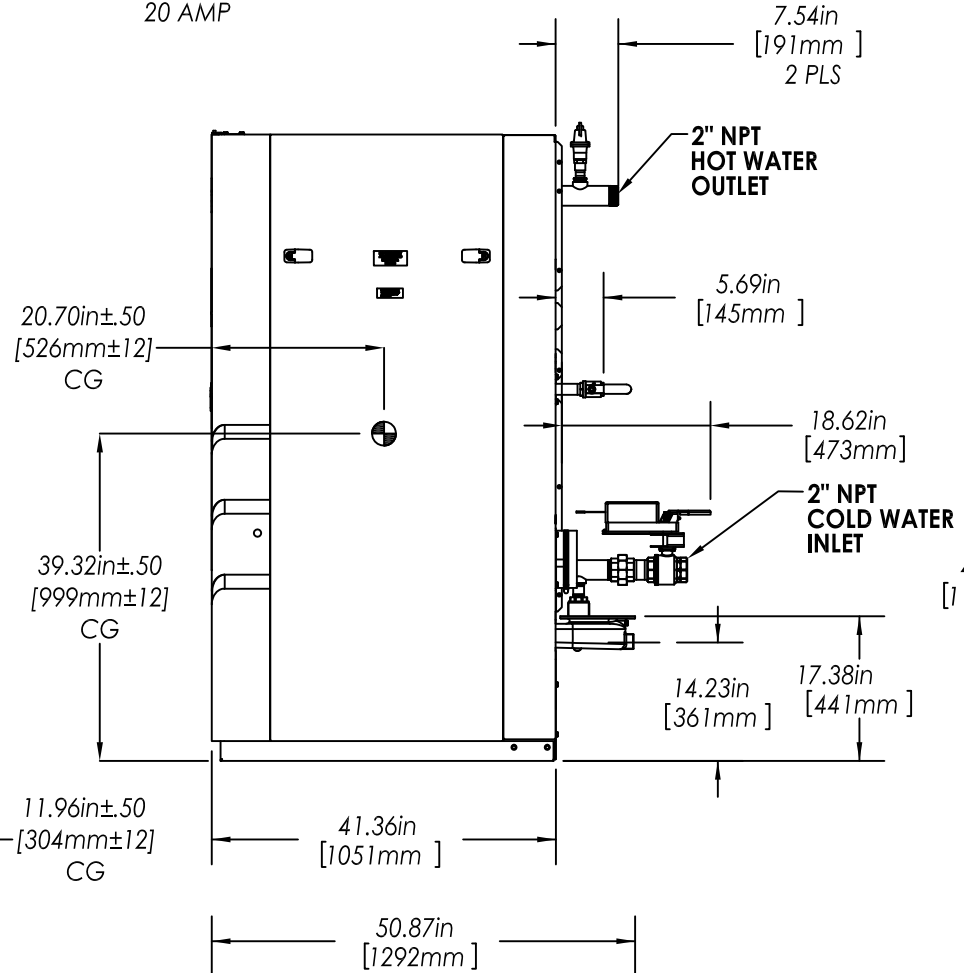 20 AMP
7.54in
[191mm ]
2 PLS
2" NPT
HOT WATER
OUTLET
5.69in
[145mm ]
20.70in±.50
[526mm±12]
CG
18.62in
[473mm]
2" NPT
COLD WATER
INLET
39.32in±.50
[999mm±12]
CG
[1
14.23in
[361mm ]
17.38in
[441mm ]
11.96in±.50
[304mm±12]
CG
41.36in
[1051mm ]
50.87in
[1292mm ]